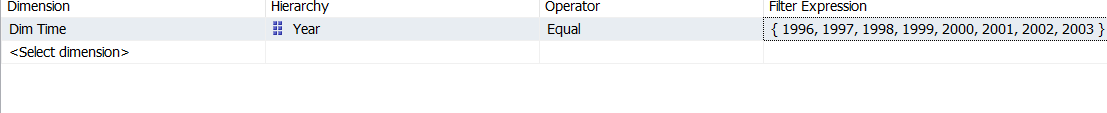 Dimension Hierarchy Operator Filter Expression
Dim Time Year Equal { 1996, 1997, 1998, 1999, 2000, 2001, 2002, 2003 }
<Select dimension>